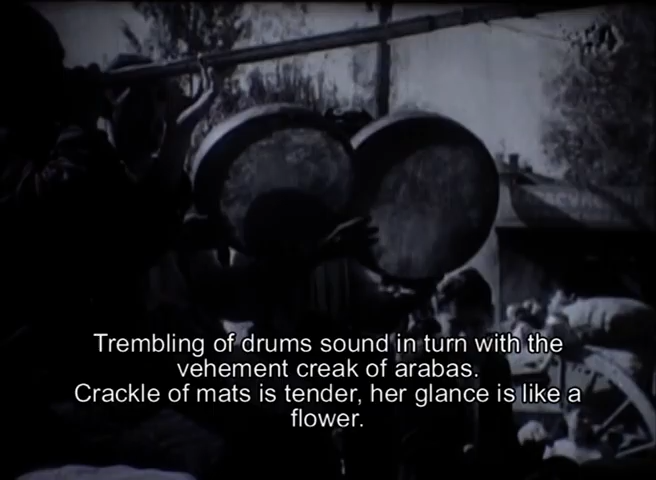 Trembling of drums sound in turn with the
vehement creak of arabas.
Crackle of mats is tender, her glance is like a
flower.